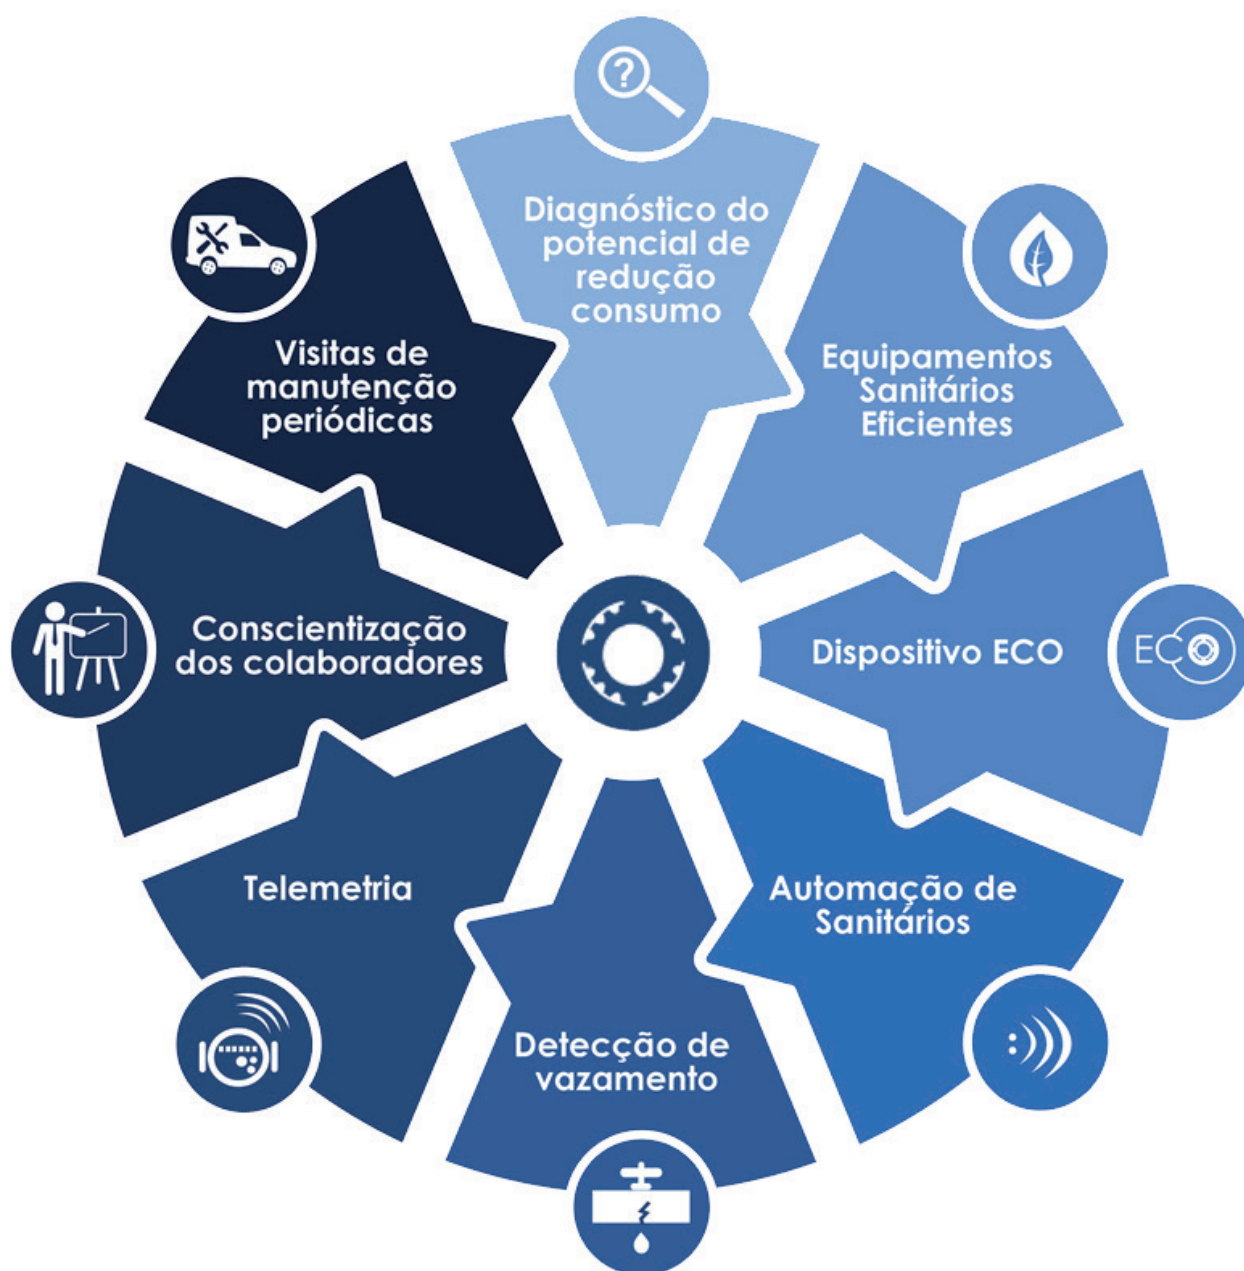 ?
Diagnóstico do
potencial de
redução
consumo
Equipamentos
Sanitários
Eficientes
Dispositivo ECO
EC
Automação de
Sanitários
Detecção de
vazamento
Telemetria
Conscientização
dos colaboradores
Visitas de
manutenção
periódicas